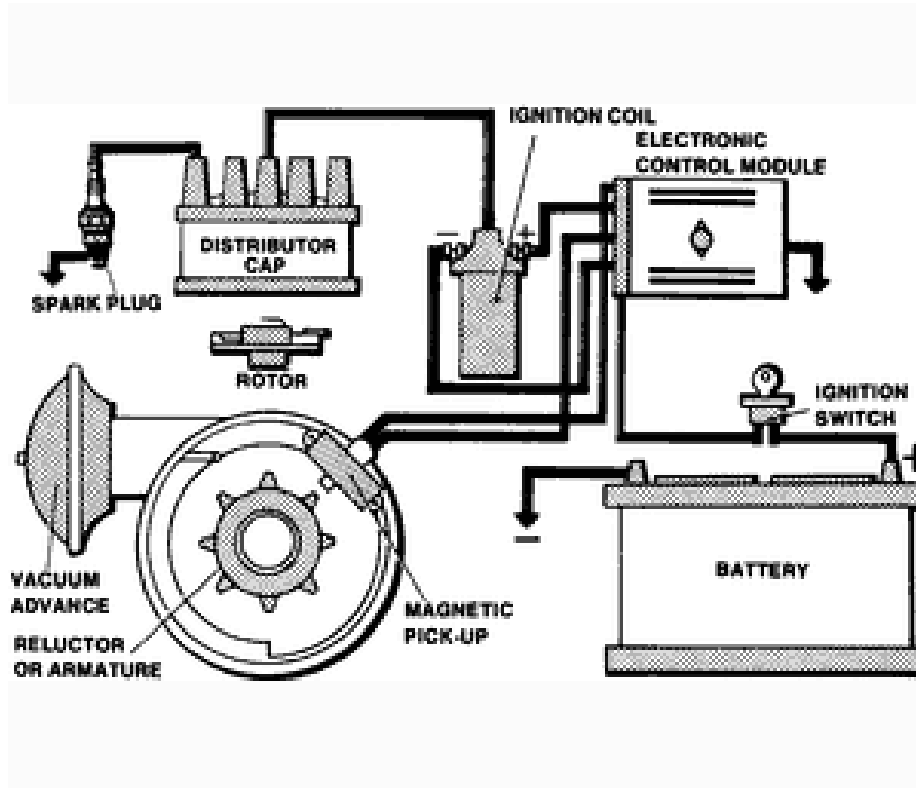 IGNITION COIL
ELECTRONIC
CONTROL MODULE
DISTRIBUTOR
CAP
− +
SPARK PLUG
ROTOR
IGNITION
SWITCH
+
−
BATTERY
VACUUM
ADVANCE
MAGNETIC
PICK-UP
RELUCTOR
OR ARMATURE